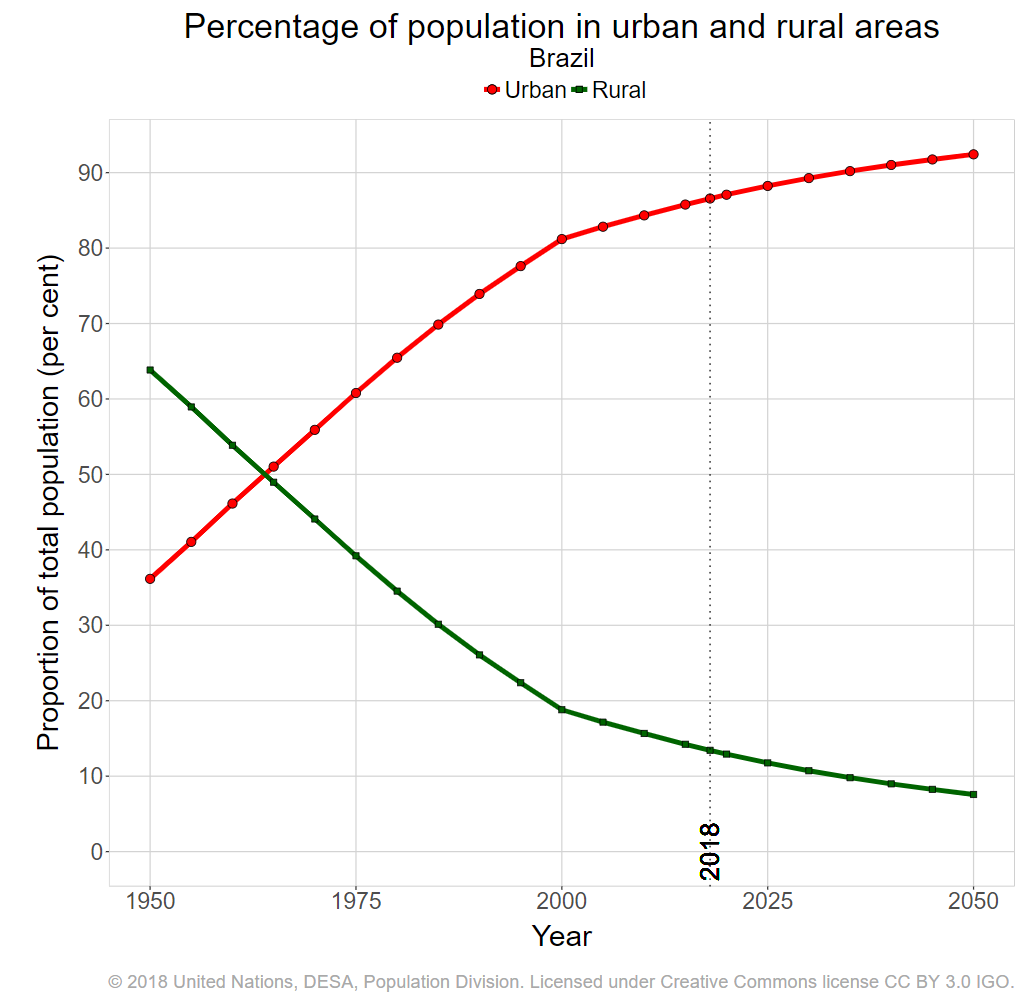 Percentage of population in urban and rural areas
Brazil
Urban Rural
Proportion of total population (per cent)
90
80
70
60
50
40
30
20
10
0
2018
1950 1975 2000 2025 2050
Year
© 2018 United Nations, DESA, Population Division. Licensed under Creative Commons license CC BY 3.0 IGO.